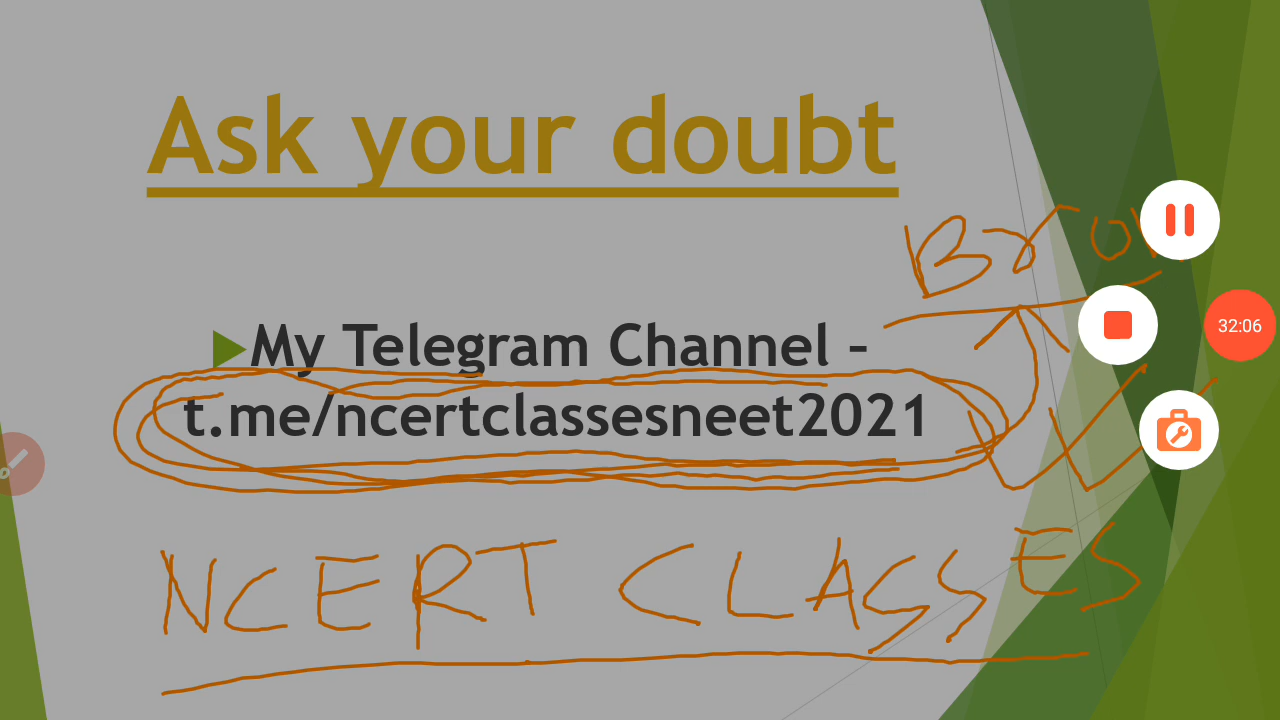 Ask your doubt
My Telegram Channel –
t.me/ncertclassesneet2021
32:06
NCERT CLASSES